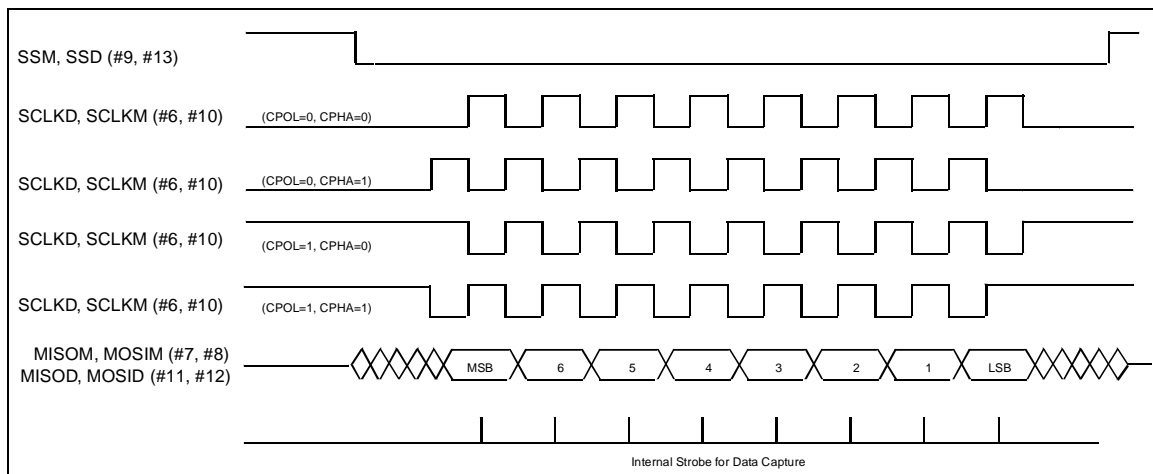 SSM, SSD (#9, #13)
SCLKD, SCLKM (#6, #10)
(CPOL=0, CPHA=0)
SCLKD, SCLKM (#6, #10)
(CPOL=0, CPHA=1)
SCLKD, SCLKM (#6, #10)
(CPOL=1, CPHA=0)
SCLKD, SCLKM (#6, #10)
(CPOL=1, CPHA=1)
MISOM, MOSIM (#7, #8)
MISOD, MOSID (#11, #12)
MSB 6 5 4 3 2 1 LSB
Internal Strobe for Data Capture